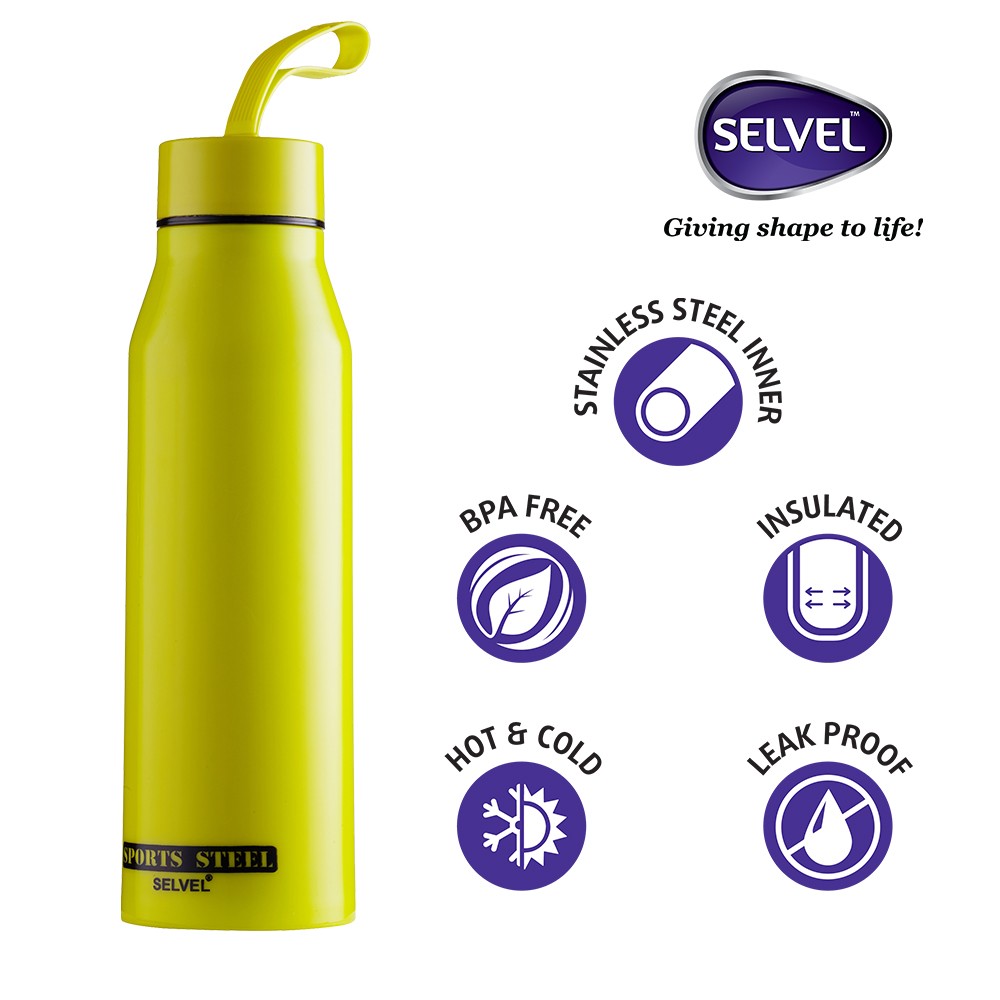 SELVEL™
Giving shape to life!
STAINLESS STEEL INNER
BPA FREE
INSULATED
HOT & COLD
LEAK PROOF
SPORTS STEEL
SELVEL®